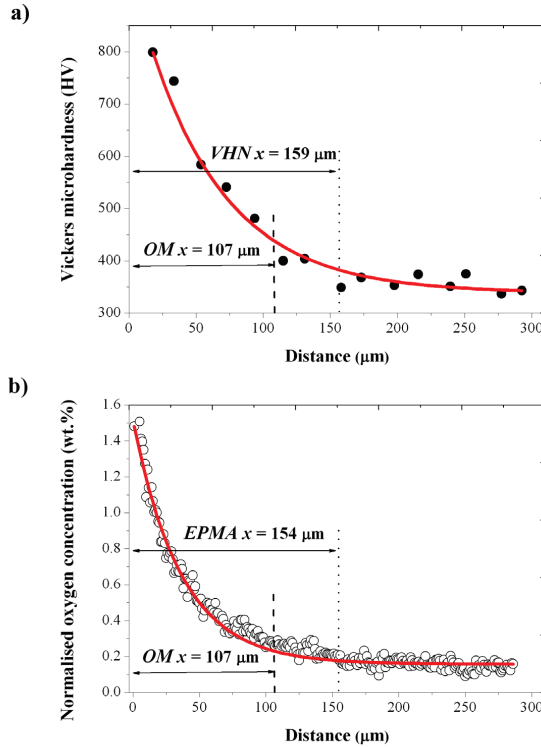 a)
Vickers microhardness (HV)
800
700
600
500
400
300
VHN x = 159 μm
OM x = 107 μm
0 50 100 150 200 250 300
Distance (μm)
b)
Normalised oxygen concentration (wt.%)
1.6
1.4
1.2
1.0
0.8
0.6
0.4
0.2
0.0
EPMA x = 154 μm
OM x = 107 μm
0 50 100 150 200 250 300
Distance (μm)